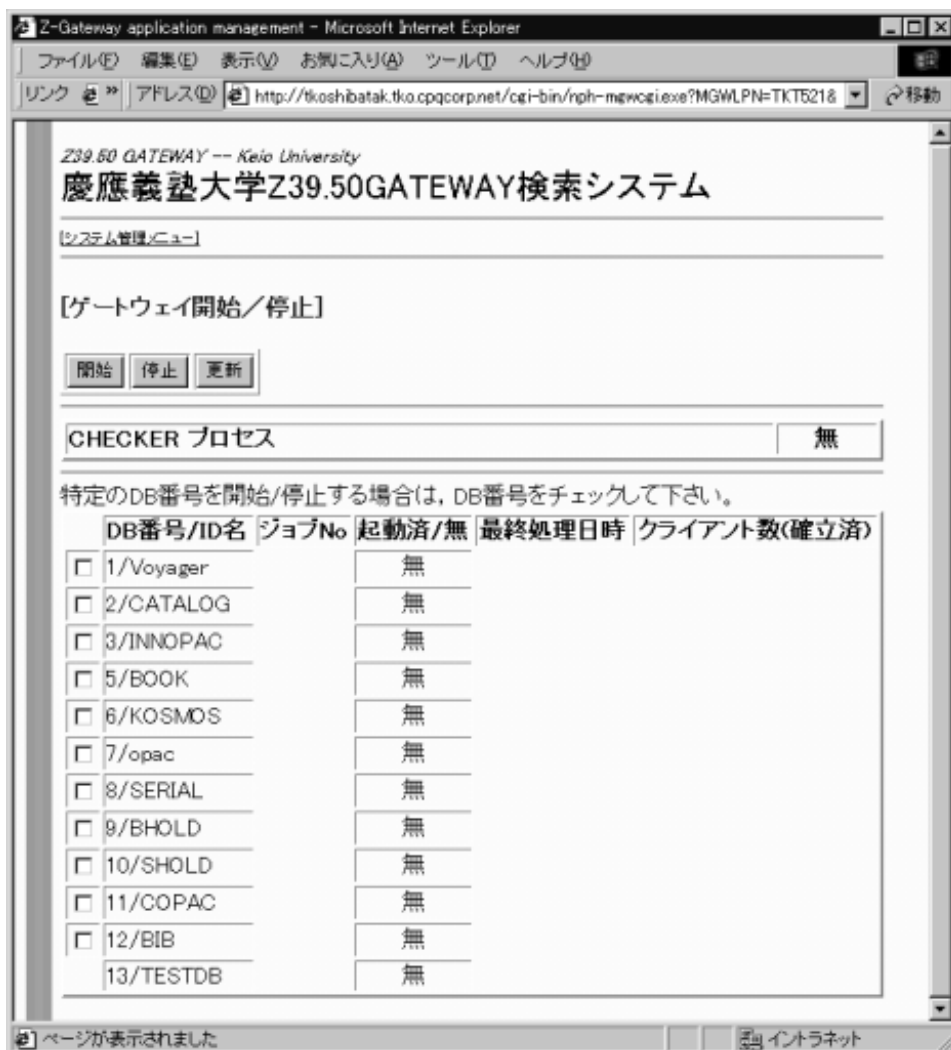 Z-Gateway application management - Microsoft Internet Explorer
ファイル(F) 編集(E) 表示(V) お気に入り(A) ツール(T) ヘルプ(H)
リンク » アドレス(D) http://tkoshibatak.tko.cpqcorp.net/cgi-bin/nph-mgwcgi.exe?MGWLPN=TKT521& 移動
Z39.50 GATEWAY -- Keio University
慶應義塾大学Z39.50GATEWAY検索システム
[システム管理メニュー]
[ゲートウェイ開始／停止]
開始 停止 更新
CHECKER プロセス 無
特定のDB番号を開始/停止する場合は，DB番号をチェックして下さい。
DB番号/ID名 ジョブNo 起動済/無 最終処理日時 クライアント数(確立済)
1/Voyager 無
2/CATALOG 無
3/INNOPAC 無
5/BOOK 無
6/KOSMOS 無
7/opac 無
8/SERIAL 無
9/BHOLD 無
10/SHOLD 無
11/COPAC 無
12/BIB 無
13/TESTDB 無
ページが表示されました イントラネット